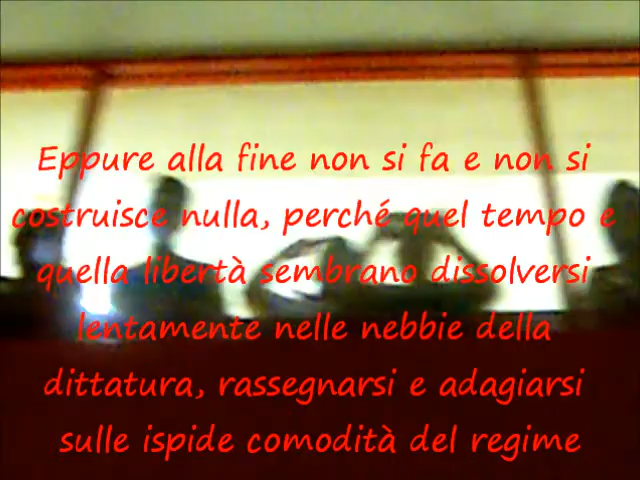 Eppure alla fine non si fa e non si
costruisce nulla, perché quel tempo e
quella libertà sembrano dissolversi
lentamente nelle nebbie della
dittatura, rassegnarsi e adagiarsi
sulle ispide comodità del regime